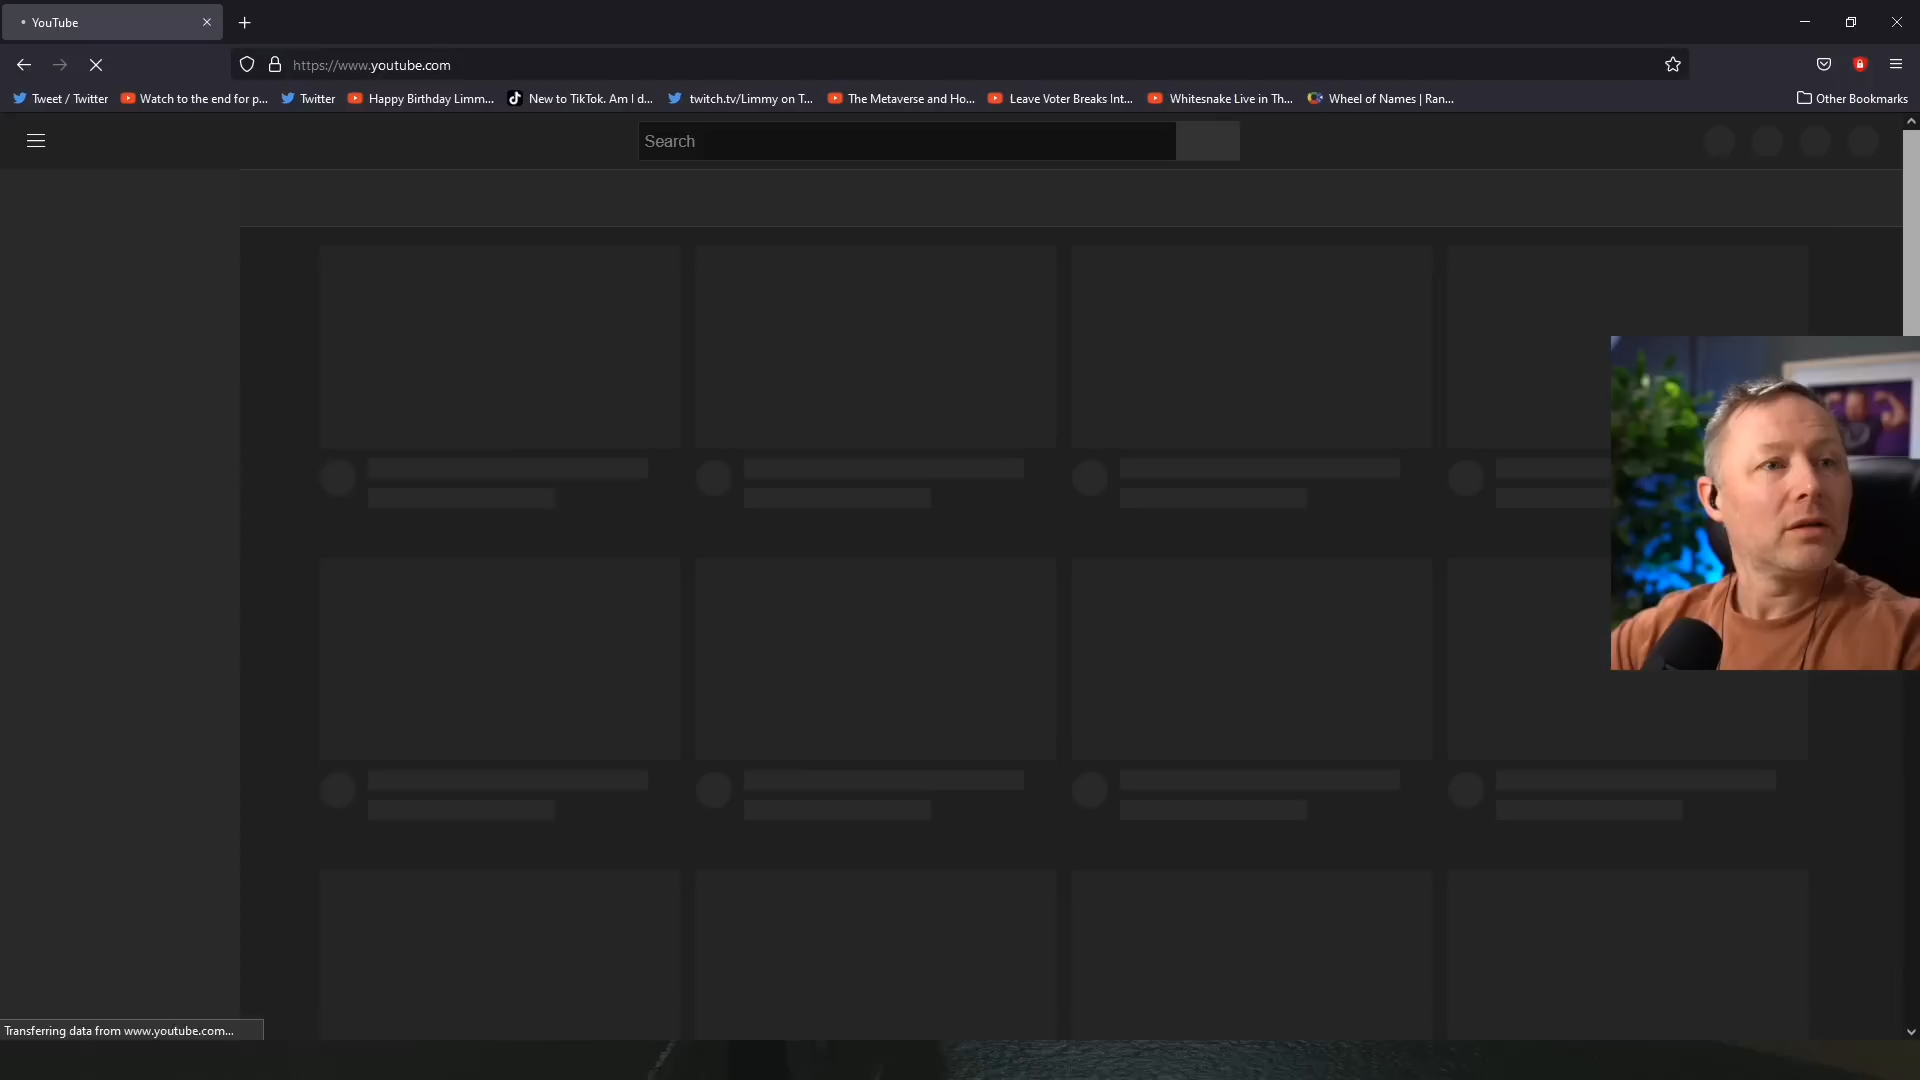 YouTube
https://www.youtube.com
Tweet / Twitter
Watch to the end for p...
Twitter
Happy Birthday Limm...
New to TikTok. Am I d...
twitch.tv/Limmy on T...
The Metaverse and Ho...
Leave Voter Breaks Int...
Whitesnake Live in Th...
Wheel of Names | Ran...
Other Bookmarks
Search
Transferring data from www.youtube.com...